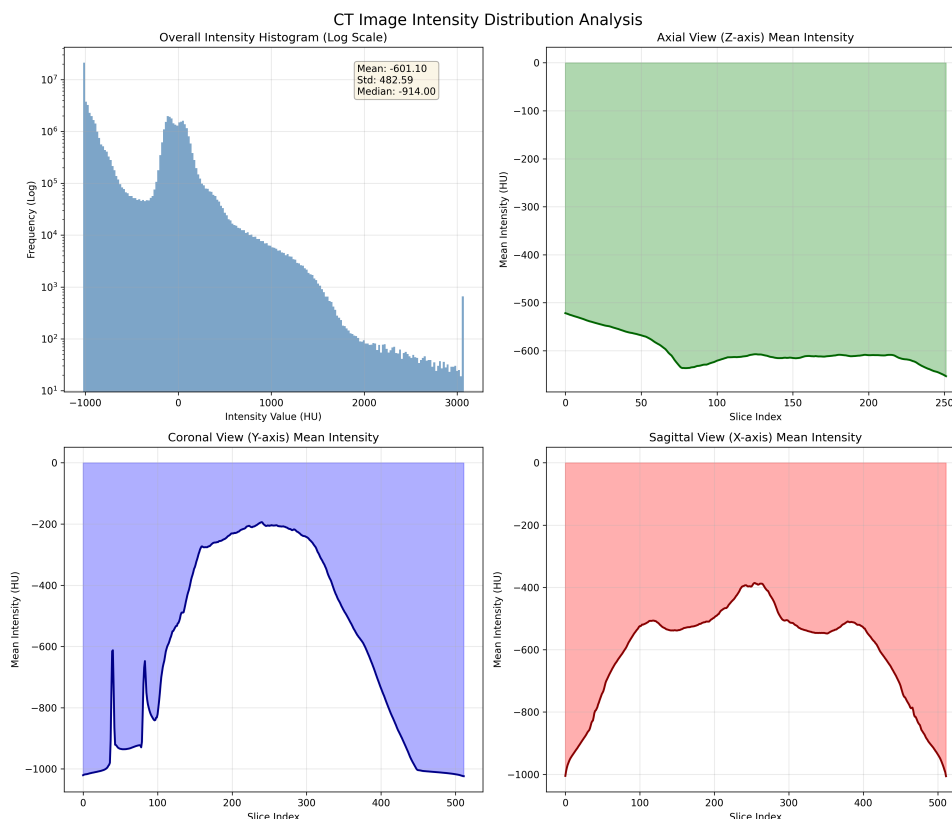 CT Image Intensity Distribution Analysis
Overall Intensity Histogram (Log Scale)
Mean: -601.10
Std: 482.59
Median: -914.00
Frequency (Log)
10⁷
10⁶
10⁵
10⁴
10³
10²
10¹
−1000 0 1000 2000 3000
Intensity Value (HU)
Axial View (Z-axis) Mean Intensity
Mean Intensity (HU)
0
−100
−200
−300
−400
−500
−600
0 50 100 150 200 250
Slice Index
Coronal View (Y-axis) Mean Intensity
Mean Intensity (HU)
0
−200
−400
−600
−800
−1000
0 100 200 300 400 500
Slice Index
Sagittal View (X-axis) Mean Intensity
Mean Intensity (HU)
0
−200
−400
−600
−800
−1000
0 100 200 300 400 500
Slice Index